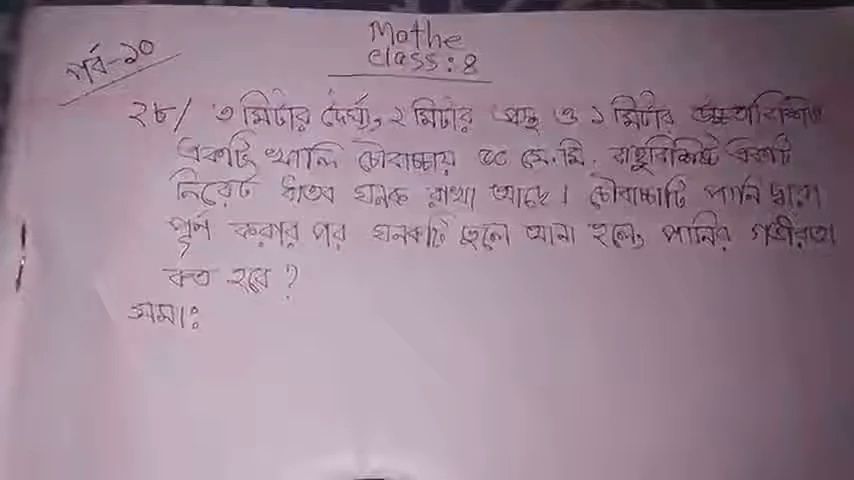 পর্ব-১০
Mathe
Class: 8
২৮/ ৩ মিটার দৈর্ঘ্য, ২ মিটার প্রস্থ ও ১ মিটার উচ্চতাবিশিষ্ট
একটি খালি চৌবাচ্চায় ৫০ সে.মি. বাহুবিশিষ্ট একটি
নিরেট ধাতব ঘনক রাখা আছে। চৌবাচ্চাটি পানি দ্বারা
পূর্ণ করার পর ঘনকটি তুলে আনা হলে, পানির গভীরতা
কত হবে?
সমা: